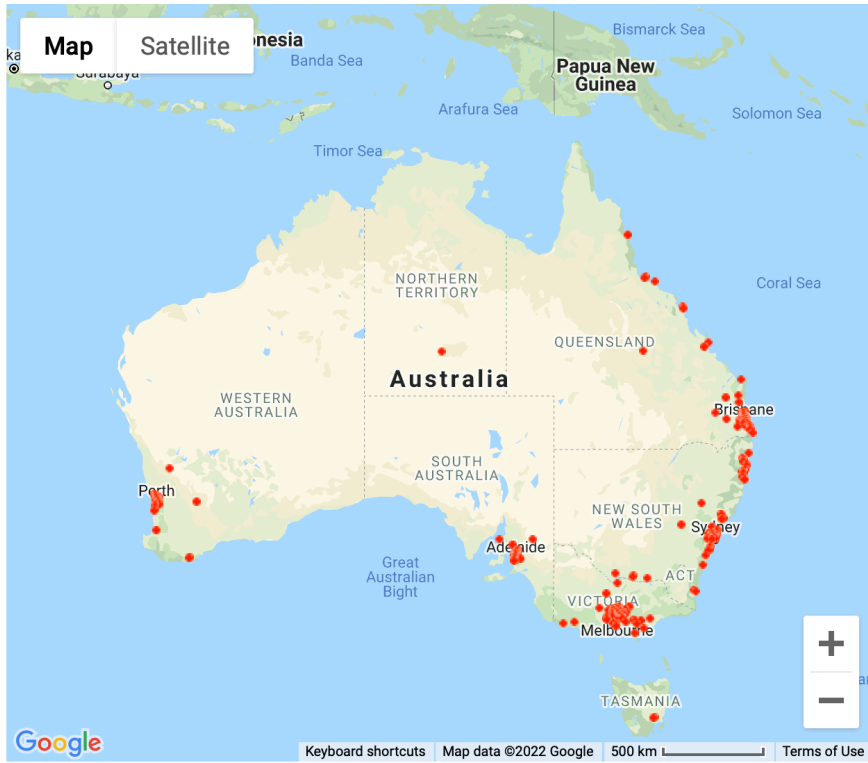 Map
Satellite
onesia
Bismarck Sea
ka
Banda Sea
Papua New
Guinea
Surabaya
Arafura Sea
Solomon Sea
Timor Sea
NORTHERN
TERRITORY
Coral Sea
QUEENSLAND
Australia
WESTERN
AUSTRALIA
Brisbane
SOUTH
AUSTRALIA
Perth
NEW SOUTH
WALES
Sydney
Adelaide
Great
Australian
Bight
ACT
VICTORIA
Melbourne
+
−
TASMANIA
Google
Keyboard shortcuts
Map data ©2022 Google
500 km
Terms of Use